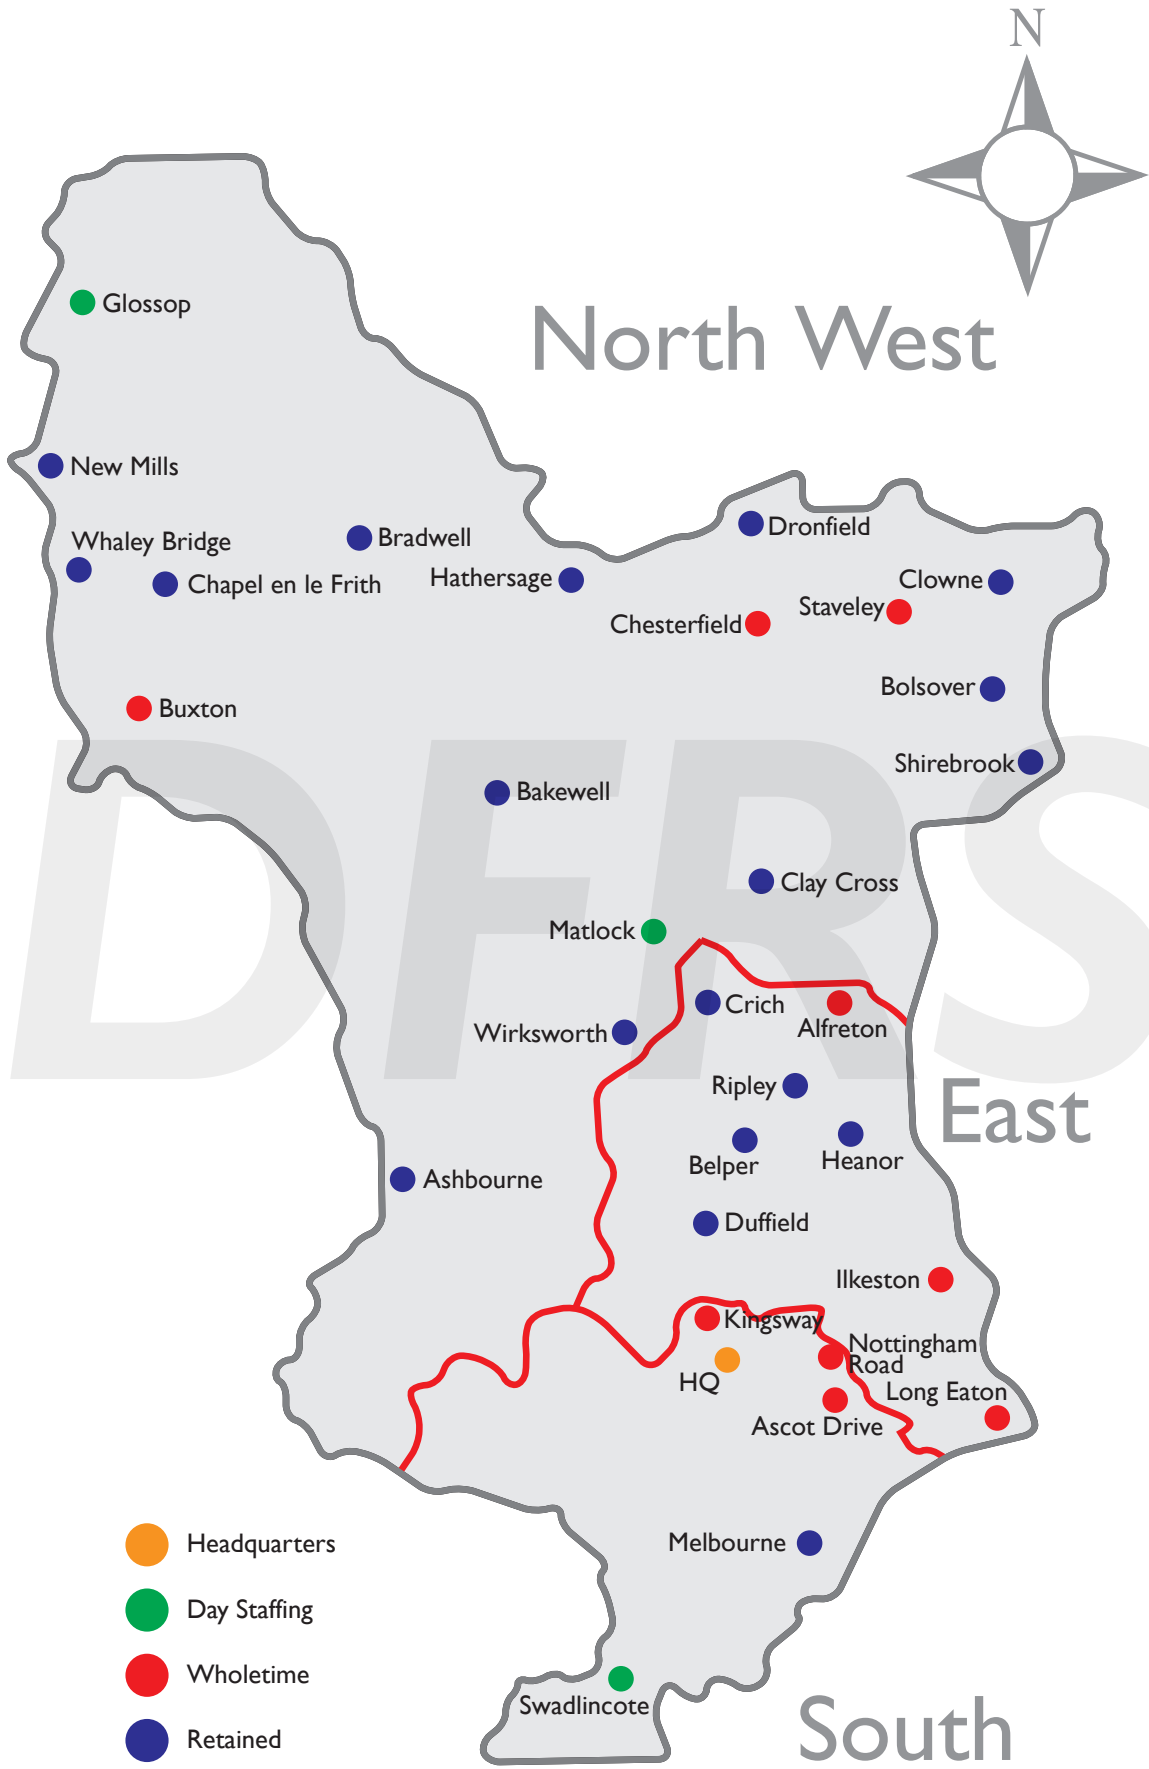 N
North West
Glossop
New Mills
Whaley Bridge
Bradwell
Chapel en le Frith
Hathersage
Dronfield
Clowne
Staveley
Chesterfield
Bolsover
Buxton
Shirebrook
Bakewell
DFRS
Clay Cross
Matlock
Crich
Alfreton
Wirksworth
Ripley
East
Belper
Heanor
Ashbourne
Duffield
Ilkeston
Kingsway
Nottingham
Road
HQ
Long Eaton
Ascot Drive
Melbourne
Headquarters
Day Staffing
Wholetime
Retained
Swadlincote
South